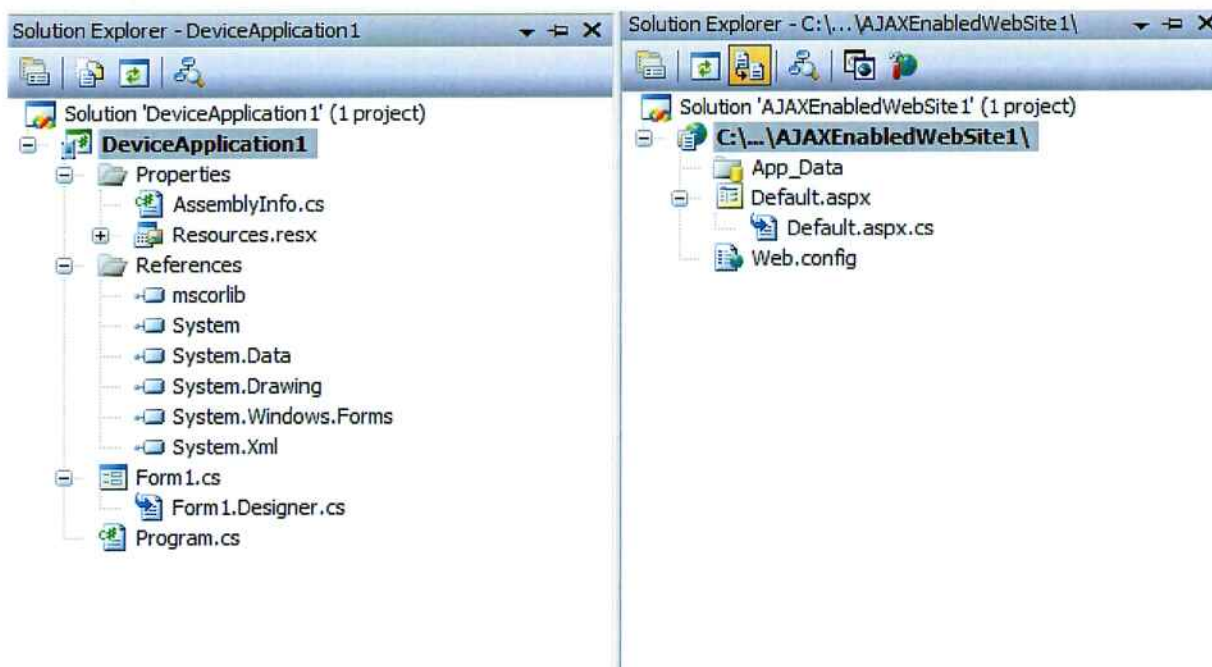 Solution Explorer - DeviceApplication1
Solution 'DeviceApplication1' (1 project)
DeviceApplication1
Properties
AssemblyInfo.cs
Resources.resx
References
mscorlib
System
System.Data
System.Drawing
System.Windows.Forms
System.Xml
Form1.cs
Form1.Designer.cs
Program.cs
Solution Explorer - C:\...\AJAXEnabledWebSite1\
Solution 'AJAXEnabledWebSite1' (1 project)
C:\...\AJAXEnabledWebSite1\
App_Data
Default.aspx
Default.aspx.cs
Web.config